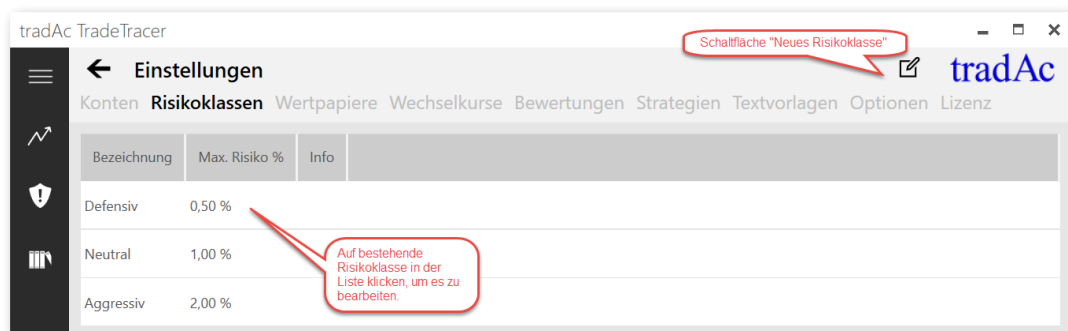 tradAc TradeTracer
Schaltfläche "Neues Risikoklasse"
Einstellungen
tradAc
Konten Risikoklassen Wertpapiere Wechselkurse Bewertungen Strategien Textvorlagen Optionen Lizenz
Bezeichnung Max. Risiko % Info
Defensiv 0,50 %
Neutral 1,00 %
Auf bestehende
Risikoklasse in der
Liste klicken, um es zu
bearbeiten.
Aggressiv 2,00 %